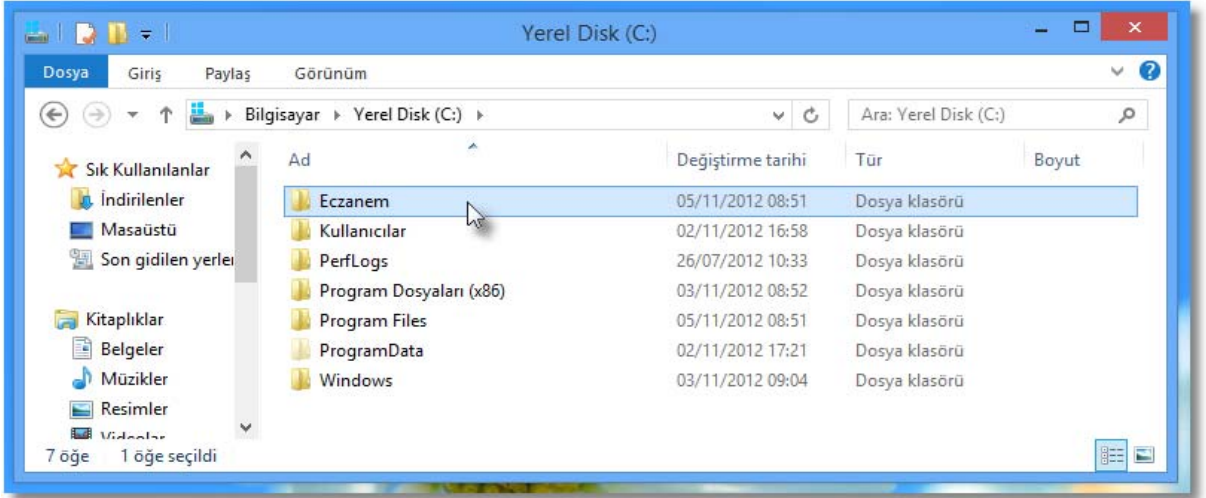 Yerel Disk (C:)
Dosya Giriş Paylaş Görünüm
Bilgisayar Yerel Disk (C:) Ara: Yerel Disk (C:)
Sık Kullanılanlar
İndirilenler
Masaüstü
Son gidilen yerler
Kitaplıklar
Belgeler
Müzikler
Resimler
Videolar
Ad Değiştirme tarihi Tür Boyut
Eczanem 05/11/2012 08:51 Dosya klasörü
Kullanıcılar 02/11/2012 16:58 Dosya klasörü
PerfLogs 26/07/2012 10:33 Dosya klasörü
Program Dosyaları (x86) 03/11/2012 08:52 Dosya klasörü
Program Files 05/11/2012 08:51 Dosya klasörü
ProgramData 02/11/2012 17:21 Dosya klasörü
Windows 03/11/2012 09:04 Dosya klasörü
7 öğe 1 öğe seçildi